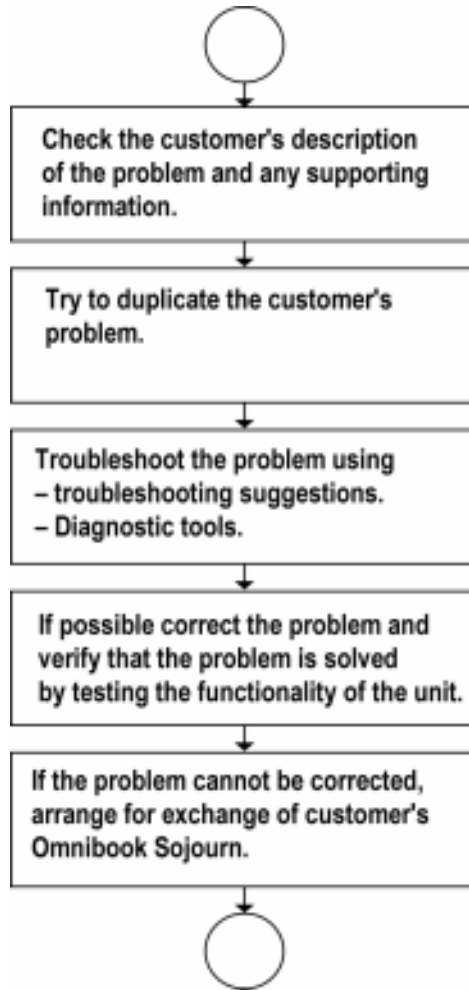 Check the customer's description
of the problem and any supporting
information.
Try to duplicate the customer's
problem.
Troubleshoot the problem using
– troubleshooting suggestions.
– Diagnostic tools.
If possible correct the problem and
verify that the problem is solved
by testing the functionality of the unit.
If the problem cannot be corrected,
arrange for exchange of customer's
Omnibook Sojourn.